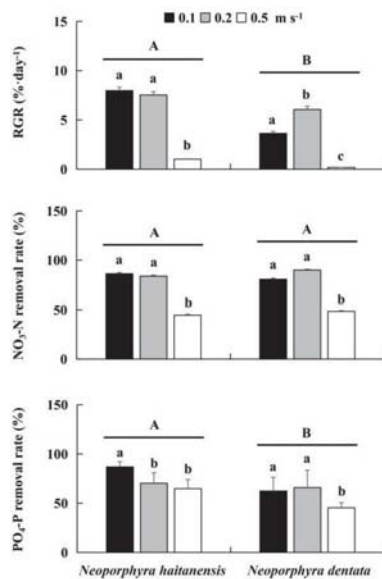 ■ 0.1 ■ 0.2 □ 0.5 m s⁻¹
RGR (%·day⁻¹)
10
5
0
A
a
a
b
B
a
b
c
NO₃-N removal rate (%)
150
100
50
0
A
a
a
b
A
a
a
b
PO₄-P removal rate (%)
150
100
50
0
A
a
b
b
B
a
a
b
Neoporphyra haitanensis Neoporphyra dentata